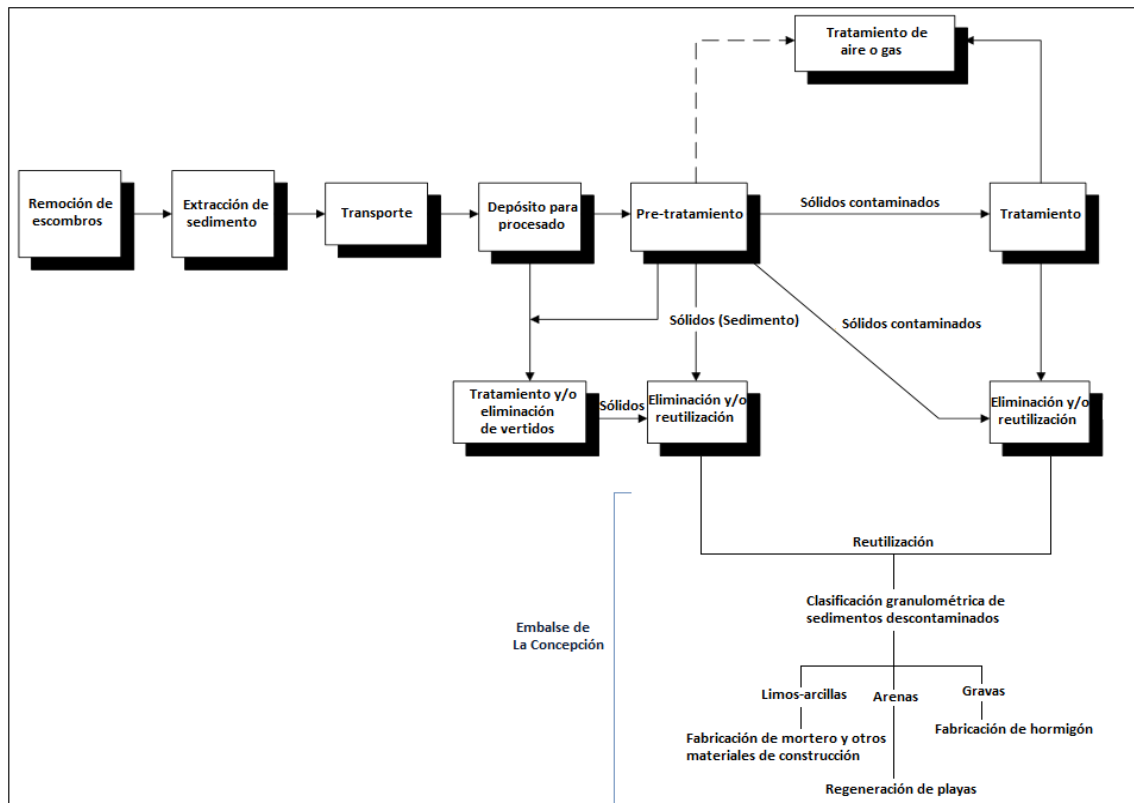 Tratamiento de
aire o gas
Remoción de
escombros
Extracción de
sedimento
Transporte
Depósito para
procesado
Pre-tratamiento
Sólidos contaminados
Tratamiento
Sólidos (Sedimento)
Sólidos contaminados
Tratamiento y/o
eliminación
de vertidos
Sólidos
Eliminación y/o
reutilización
Eliminación y/o
reutilización
Reutilización
Clasificación granulométrica de
sedimentos descontaminados
Embalse de
La Concepción
Limos-arcillas
Arenas
Gravas
Fabricación de mortero y otros
materiales de construcción
Fabricación de hormigón
Regeneración de playas